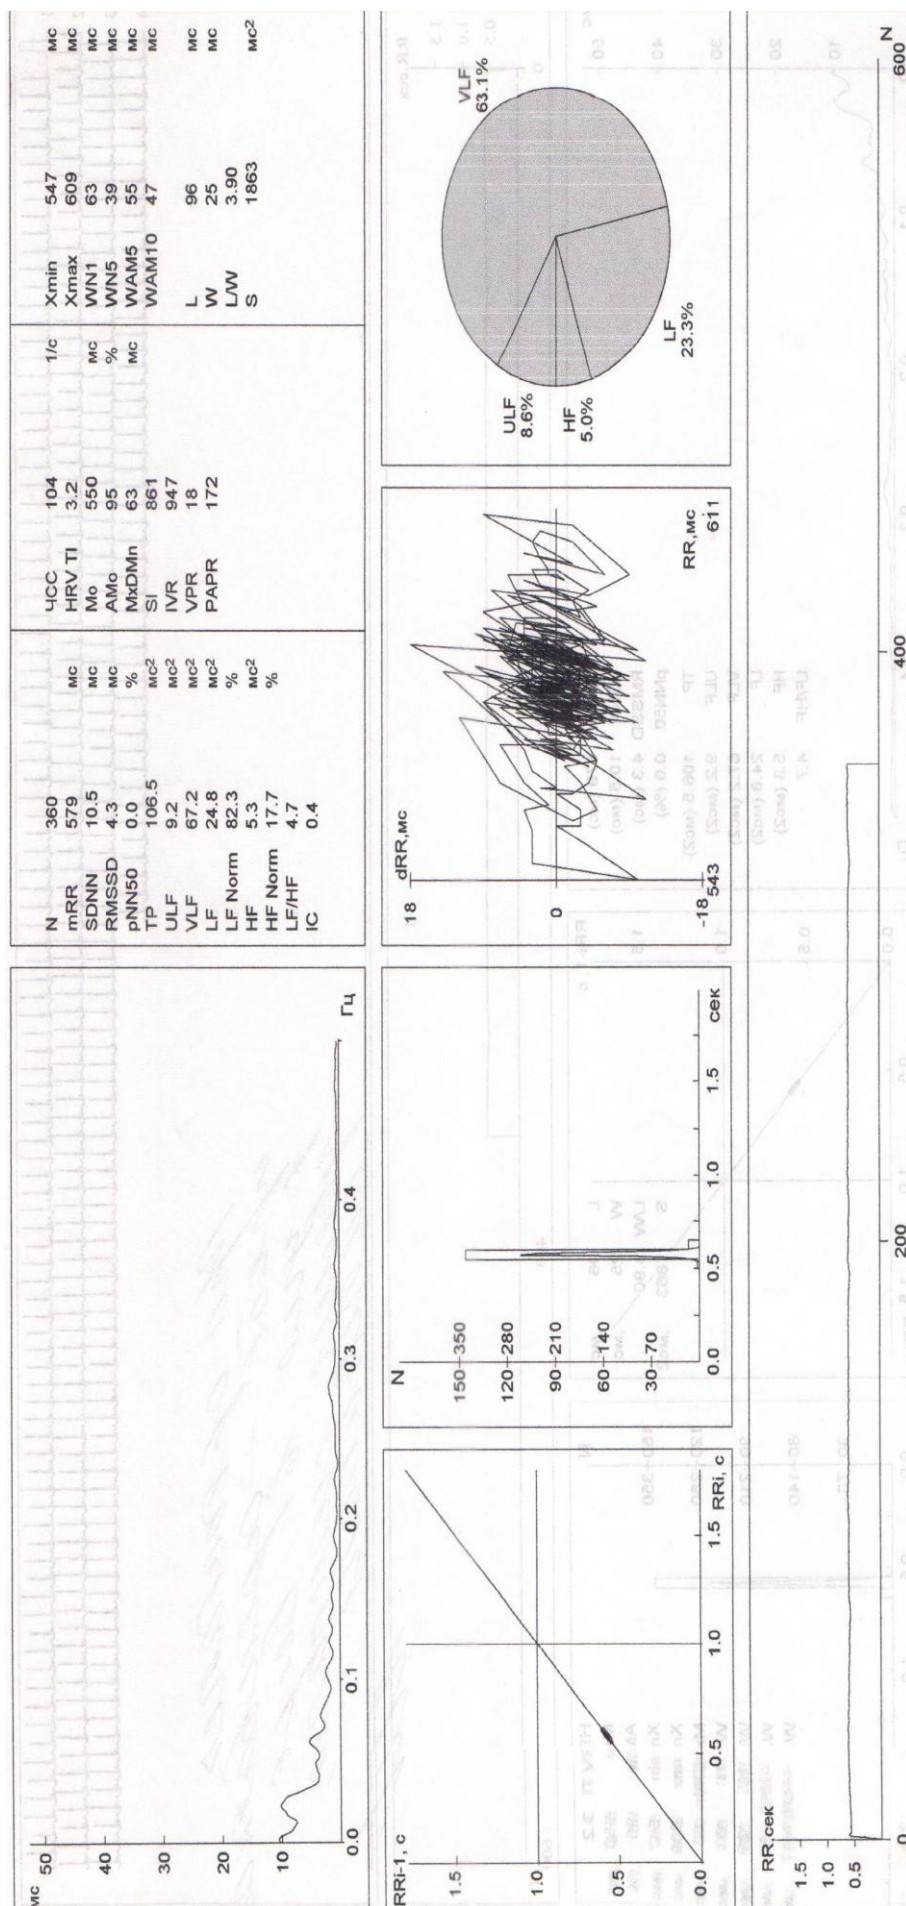 мс
50
40
30
20
10
0.0 0.1 0.2 0.3 0.4 Гц
N 360
mRR 579 мс
SDNN 10.5 мс
RMSSD 4.3 мс
pNN50 0.0 %
TP 106.5 мс²
ULF 9.2 мс²
VLF 67.2 мс²
LF 24.8 мс²
LF Norm 82.3 %
HF 5.3 мс²
HF Norm 17.7 %
LF/HF 4.7
IC 0.4
ЧСС 104 1/с
HRV TI 3.2
Mo 550 мс
AMo 95 %
MxDMn 63 мс
SI 861
IVR 947
VPR 18
PAPR 172
Xmin 547 мс
Xmax 609 мс
WN1 63 мс
WN5 39 мс
WAM5 55 мс
WAM10 47 мс
L 96 мс
W 25 мс
L/W 3.90
S 1863 мс²
RRi-1, с
1.5
1.0
0.5
0.0 0.5 1.0 1.5 RRi, с
N
150-350
120-280
90-210
60-140
30-70
0.0 0.5 1.0 1.5 сек
dRR,мс
18
0
-18
543 611
RR,мс
VLF
63.1%
ULF
8.6%
HF
5.0%
LF
23.3%
RR,сек
1.5
1.0
0.5
200 400 600
N